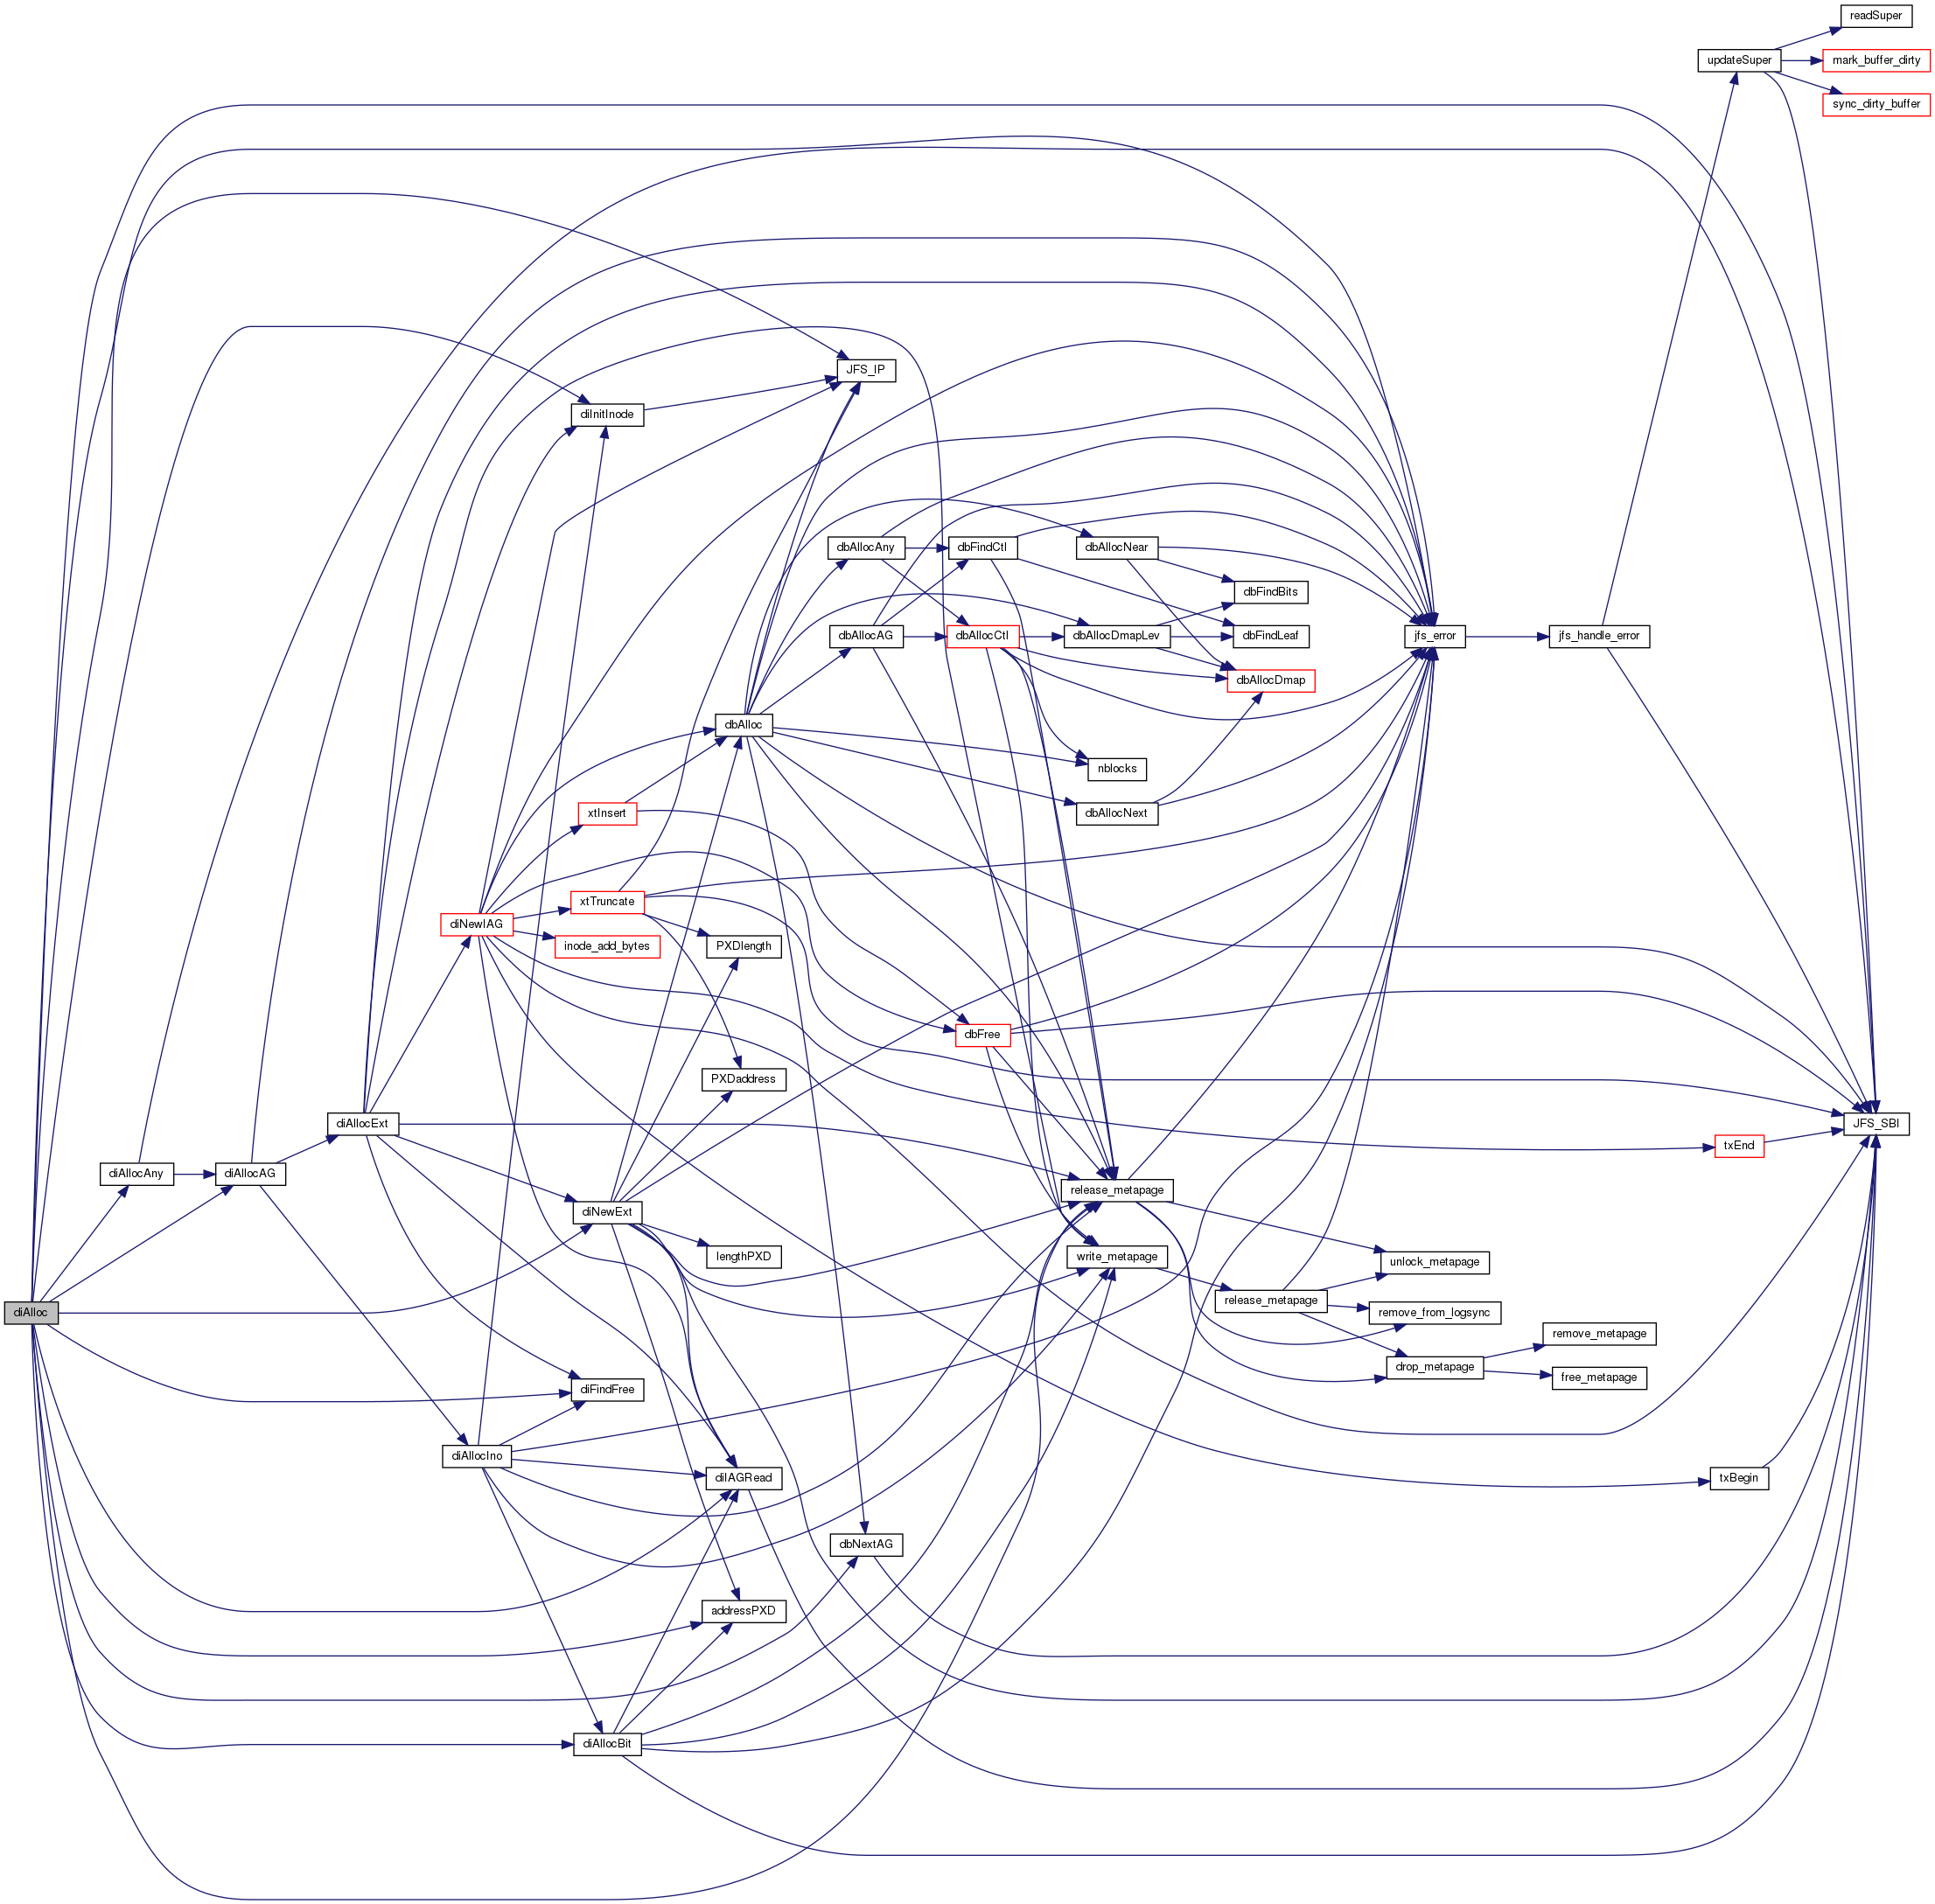 readSuper
updateSuper
mark_buffer_dirty
sync_dirty_buffer
JFS_IP
diInitInode
dbAllocAny
dbFindCtl
dbAllocNear
dbFindBits
dbAllocAG
dbAllocCtl
dbAllocDmapLev
dbFindLeaf
jfs_error
jfs_handle_error
dbAllocDmap
dbAlloc
nblocks
xtInsert
dbAllocNext
xtTruncate
diNewIAG
inode_add_bytes
PXDlength
dbFree
PXDaddress
diAllocExt
JFS_SBI
txEnd
diAllocAny
diAllocAG
release_metapage
diNewExt
lengthPXD
write_metapage
unlock_metapage
release_metapage
diAlloc
remove_from_logsync
remove_metapage
drop_metapage
free_metapage
diFindFree
diAllocIno
diIAGRead
txBegin
dbNextAG
addressPXD
diAllocBit